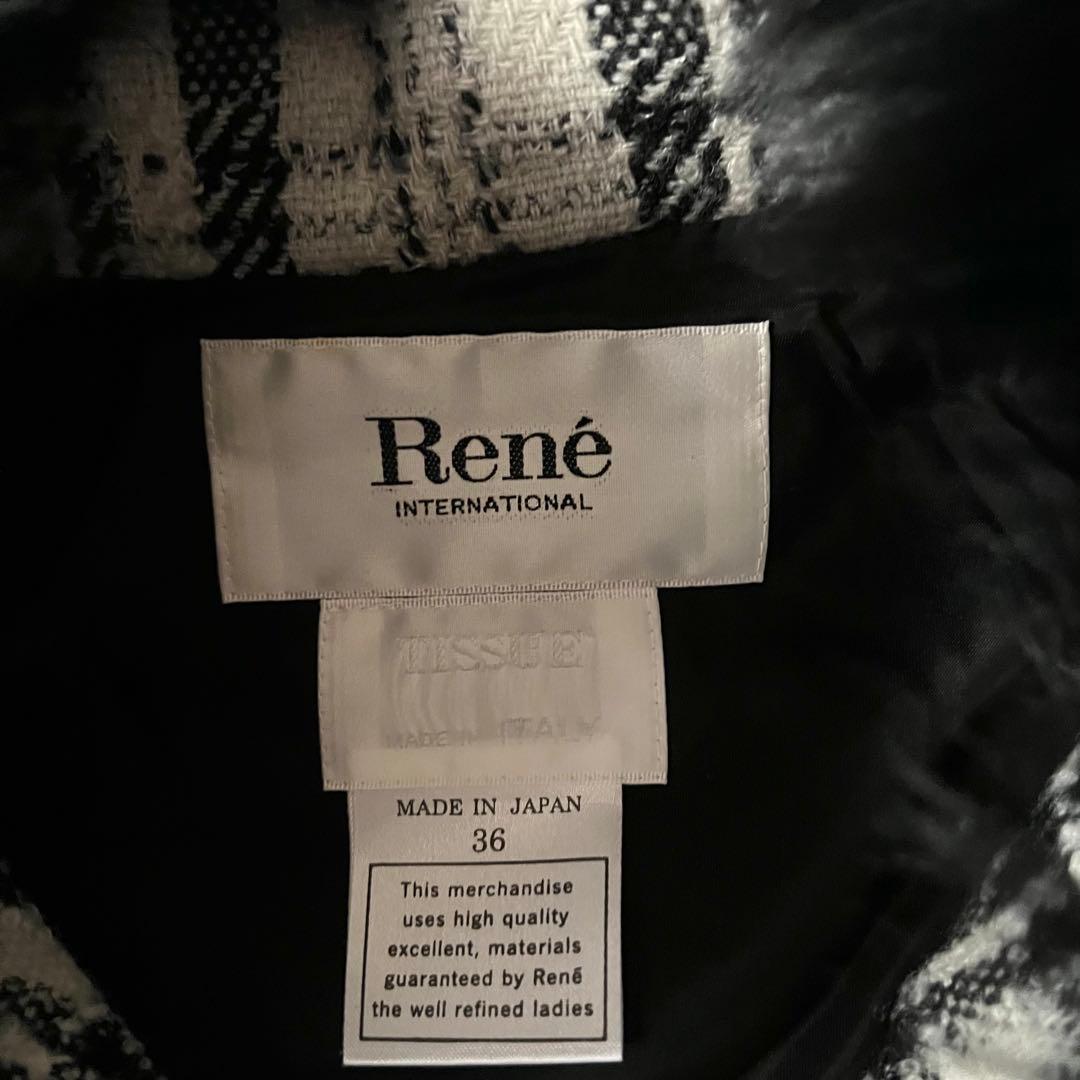 René
INTERNATIONAL
TISSUE
MADE IN ITALY
MADE IN JAPAN
36
This merchandise
uses high quality
excellent, materials
guaranteed by René
the well refined ladies